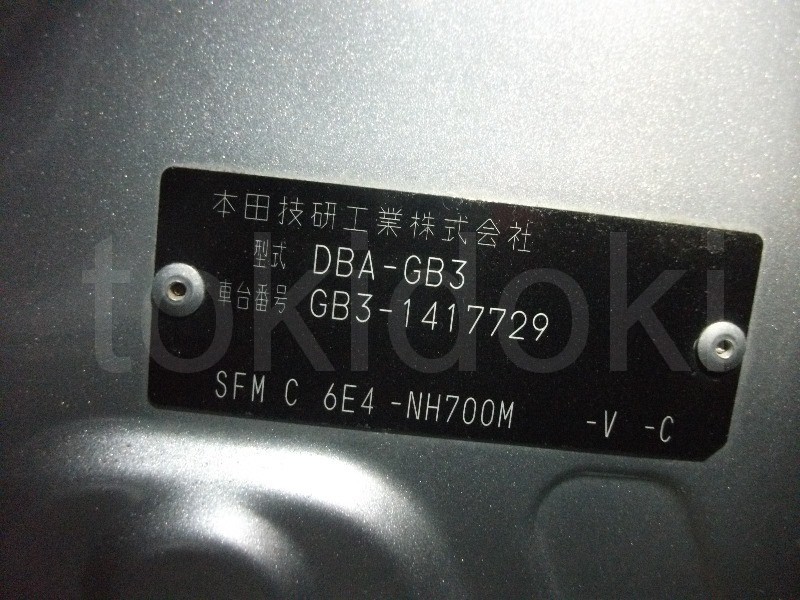 本田技研工業株式会社
型式 DBA-GB3
車台番号 GB3-1417729
SFM C 6E4 -NH700M -V -C
tokidoki